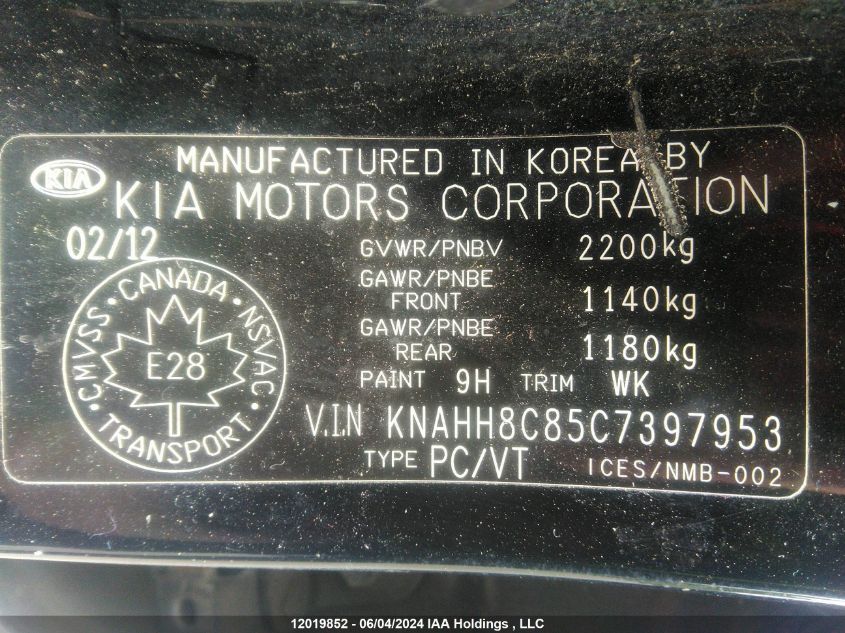 MANUFACTURED IN KOREA BY
KIA
KIA MOTORS CORPORATION
02/12 GVWR/PNBV 2200kg
GAWR/PNBE FRONT 1140kg
GAWR/PNBE REAR 1180kg
CANADA
CMVSS • NSVAC
E28
TRANSPORT
PAINT 9H TRIM WK
V.I.N KNAHH8C85C7397953
TYPE PC/VT ICES/NMB-002
12019852 - 06/04/2024 IAA Holdings , LLC